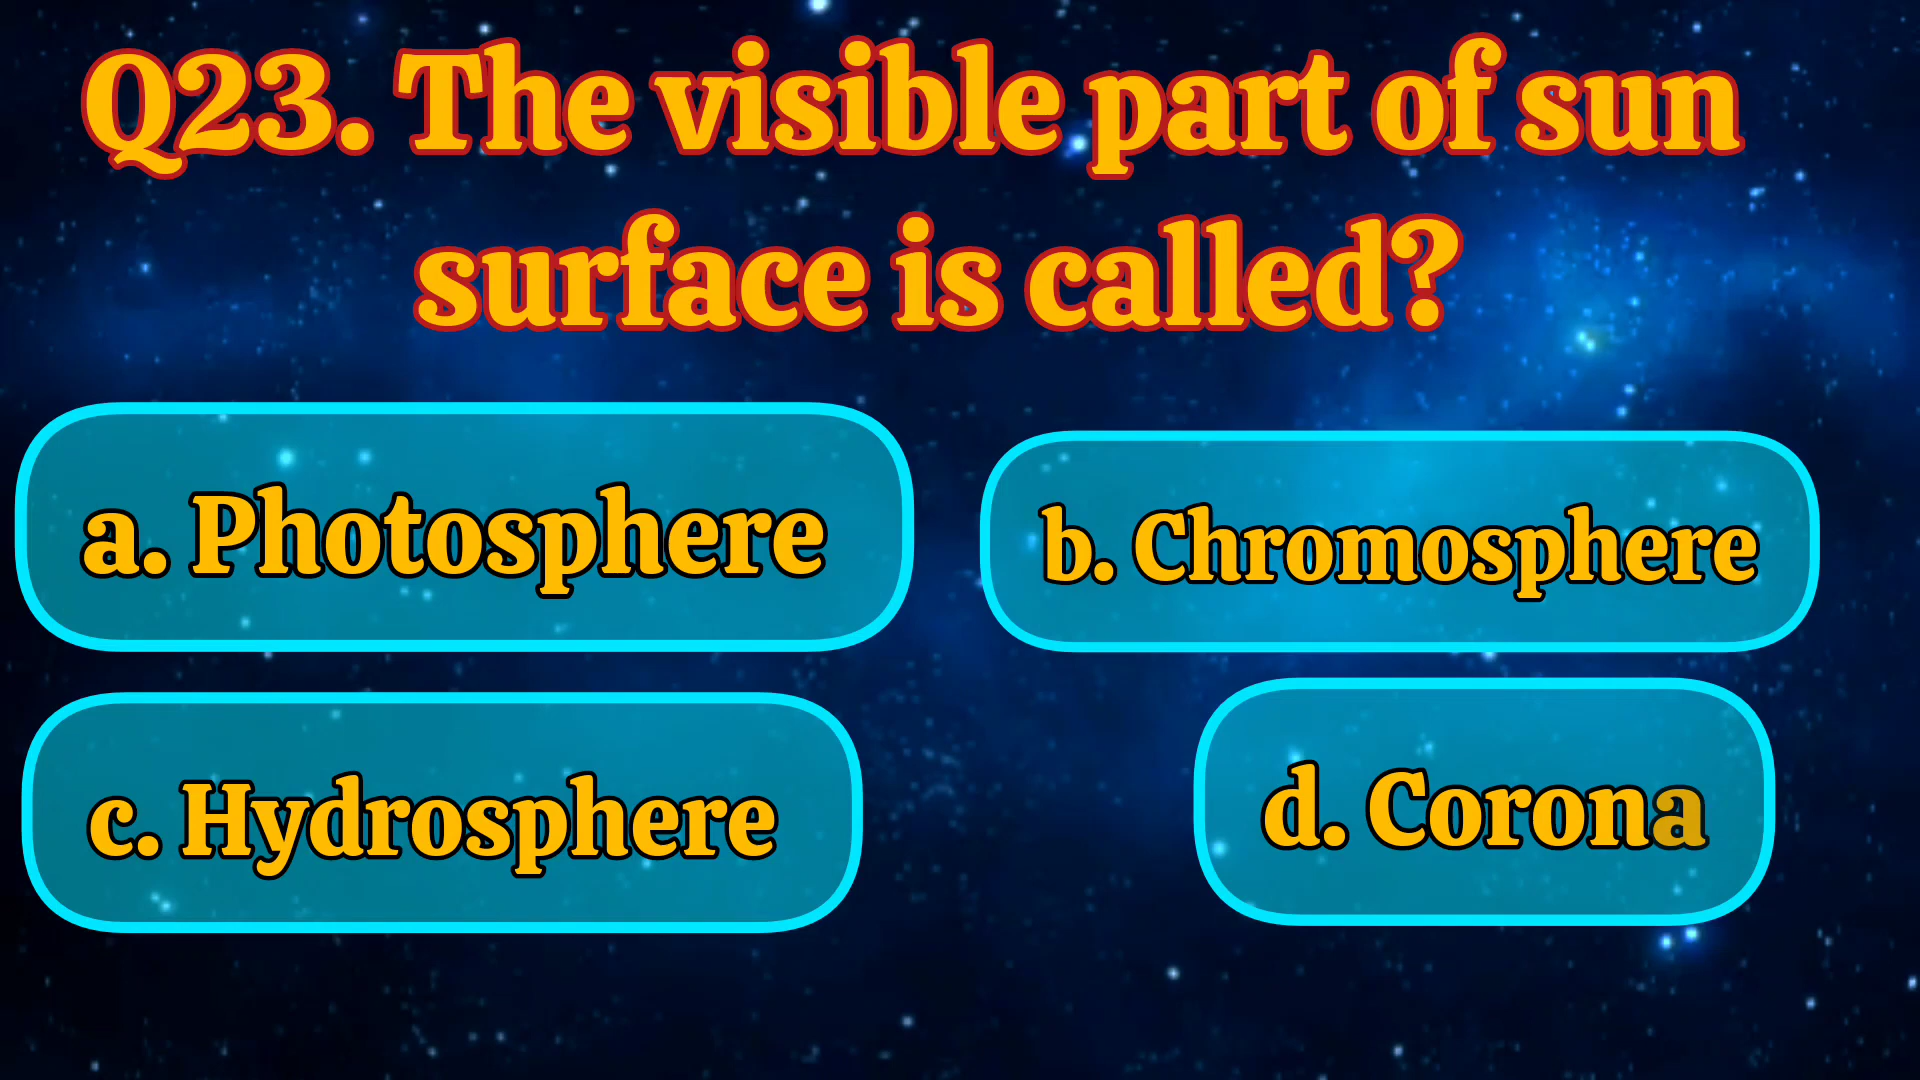 Q23. The visible part of sun
surface is called?
a. Photosphere
b. Chromosphere
c. Hydrosphere
d. Corona